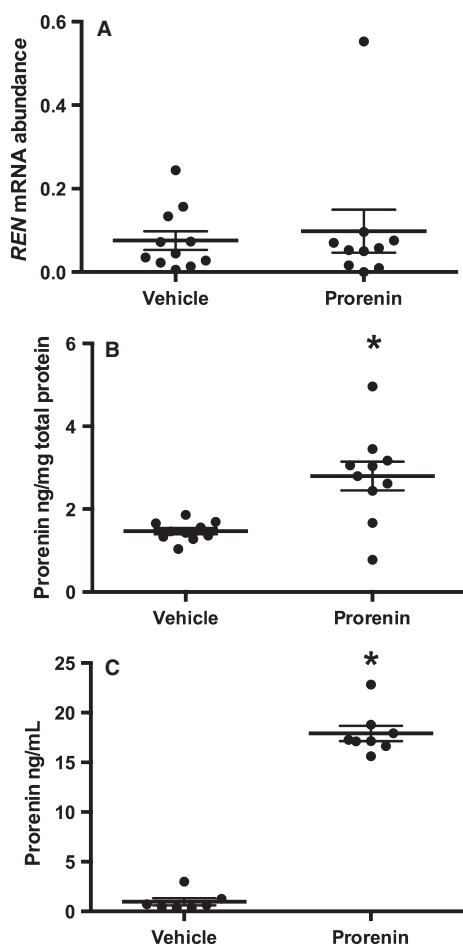 A
REN mRNA abundance
0.6
0.4
0.2
0.0
Vehicle Prorenin
B
*
Prorenin ng/mg total protein
6
4
2
0
Vehicle Prorenin
C
*
Prorenin ng/mL
25
20
15
10
5
0
Vehicle Prorenin